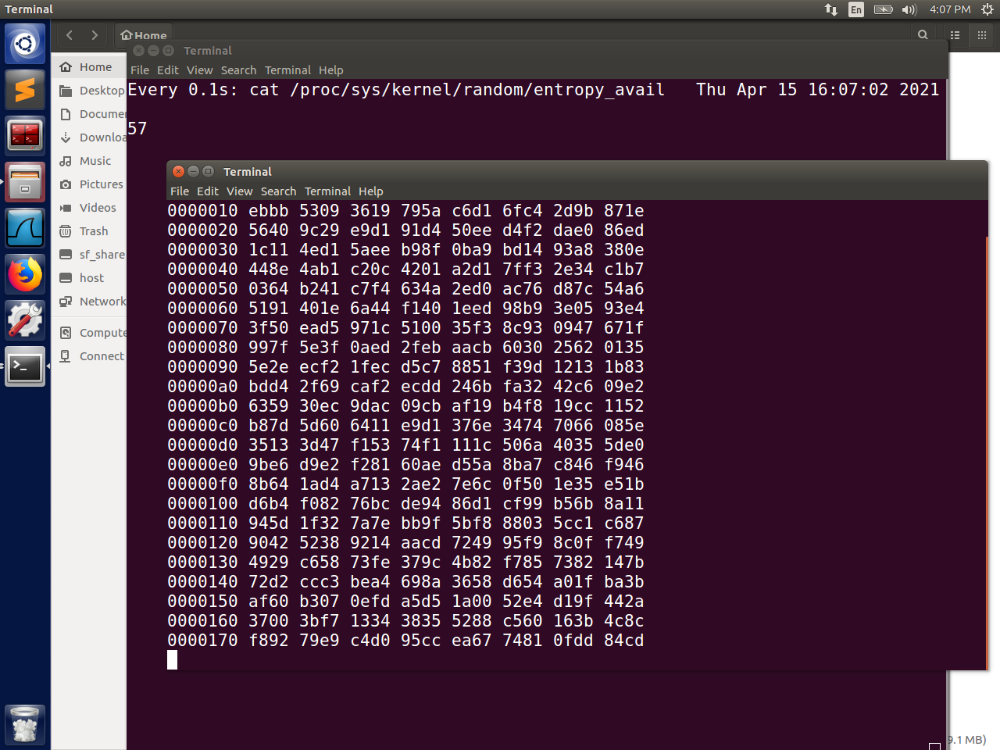 Terminal
En
4:07 PM
Home
Terminal
File Edit View Search Terminal Help
Every 0.1s: cat /proc/sys/kernel/random/entropy_avail Thu Apr 15 16:07:02 2021
57
Home
Desktop
Docume
Downloa
Music
Pictures
Videos
Trash
sf_share
host
Network
Compute
Connect
Terminal
File Edit View Search Terminal Help
0000010 ebbb 5309 3619 795a c6d1 6fc4 2d9b 871e
0000020 5640 9c29 e9d1 91d4 50ee d4f2 dae0 86ed
0000030 1c11 4ed1 5aee b98f 0ba9 bd14 93a8 380e
0000040 448e 4ab1 c20c 4201 a2d1 7ff3 2e34 c1b7
0000050 0364 b241 c7f4 634a 2ed0 ac76 d87c 54a6
0000060 5191 401e 6a44 f140 1eed 98b9 3e05 93e4
0000070 3f50 ead5 971c 5100 35f3 8c93 0947 671f
0000080 997f 5e3f 0aed 2feb aacb 6030 2562 0135
0000090 5e2e ecf2 1fec d5c7 8851 f39d 1213 1b83
00000a0 bdd4 2f69 caf2 ecdd 246b fa32 42c6 09e2
00000b0 6359 30ec 9dac 09cb af19 b4f8 19cc 1152
00000c0 b87d 5d60 6411 e9d1 376e 3474 7066 085e
00000d0 3513 3d47 f153 74f1 111c 506a 4035 5de0
00000e0 9be6 d9e2 f281 60ae d55a 8ba7 c846 f946
00000f0 8b64 1ad4 a713 2ae2 7e6c 0f50 1e35 e51b
0000100 d6b4 f082 76bc de94 86d1 cf99 b56b 8a11
0000110 945d 1f32 7a7e bb9f 5bf8 8803 5cc1 c687
0000120 9042 5238 9214 aacd 7249 95f9 8c0f f749
0000130 4929 c658 73fe 379c 4b82 f785 7382 147b
0000140 72d2 ccc3 bea4 698a 3658 d654 a01f ba3b
0000150 af60 b307 0efd a5d5 1a00 52e4 d19f 442a
0000160 3700 3bf7 1334 3835 5288 c560 163b 4c8c
0000170 f892 79e9 c4d0 95cc ea67 7481 0fdd 84cd
9.1 MB)